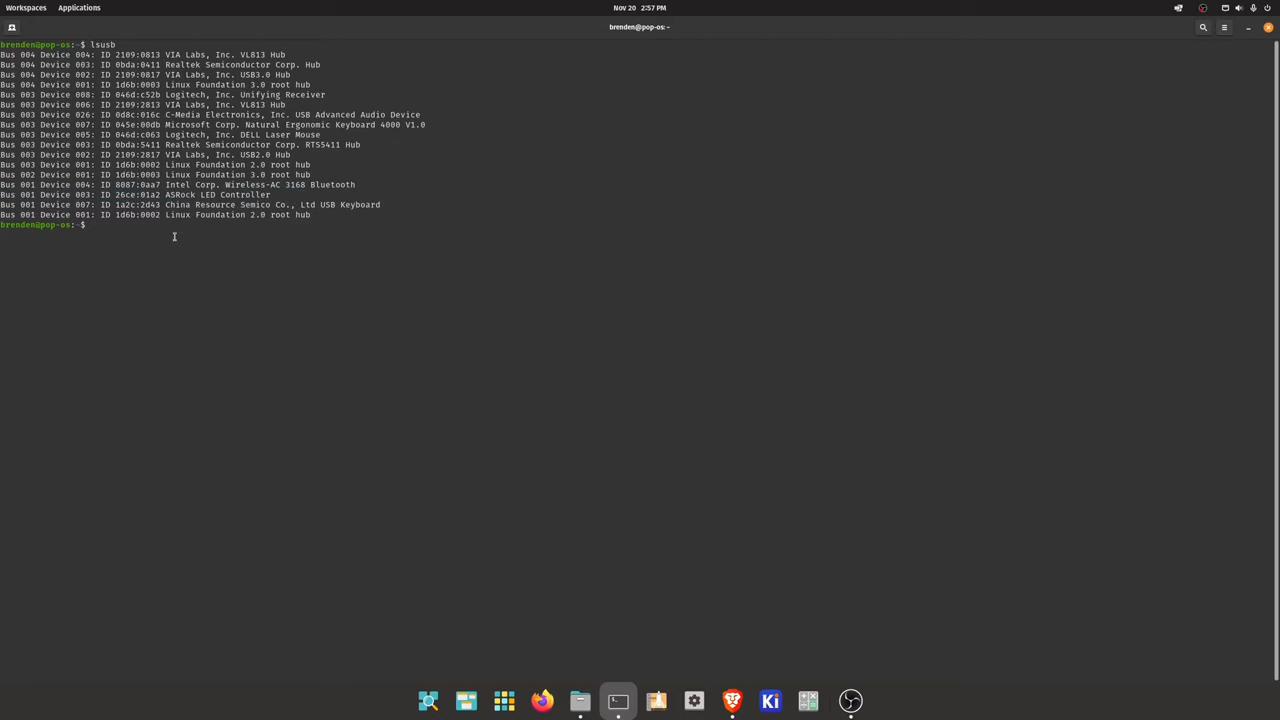 Workspaces Applications Nov 20 2:57 PM
brenden@pop-os: ~
brenden@pop-os:~$ lsusb
Bus 004 Device 004: ID 2109:0813 VIA Labs, Inc. VL813 Hub
Bus 004 Device 003: ID 0bda:0411 Realtek Semiconductor Corp. Hub
Bus 004 Device 002: ID 2109:0817 VIA Labs, Inc. USB3.0 Hub
Bus 004 Device 001: ID 1d6b:0003 Linux Foundation 3.0 root hub
Bus 003 Device 008: ID 046d:c52b Logitech, Inc. Unifying Receiver
Bus 003 Device 006: ID 2109:2813 VIA Labs, Inc. VL813 Hub
Bus 003 Device 026: ID 0d8c:016c C-Media Electronics, Inc. USB Advanced Audio Device
Bus 003 Device 007: ID 045e:00db Microsoft Corp. Natural Ergonomic Keyboard 4000 V1.0
Bus 003 Device 005: ID 046d:c063 Logitech, Inc. DELL Laser Mouse
Bus 003 Device 003: ID 0bda:5411 Realtek Semiconductor Corp. RTS5411 Hub
Bus 003 Device 002: ID 2109:2817 VIA Labs, Inc. USB2.0 Hub
Bus 003 Device 001: ID 1d6b:0002 Linux Foundation 2.0 root hub
Bus 002 Device 001: ID 1d6b:0003 Linux Foundation 3.0 root hub
Bus 001 Device 004: ID 8087:0aa7 Intel Corp. Wireless-AC 3168 Bluetooth
Bus 001 Device 003: ID 26ce:01a2 ASRock LED Controller
Bus 001 Device 007: ID 1a2c:2d43 China Resource Semico Co., Ltd USB Keyboard
Bus 001 Device 001: ID 1d6b:0002 Linux Foundation 2.0 root hub
brenden@pop-os:~$
Ki